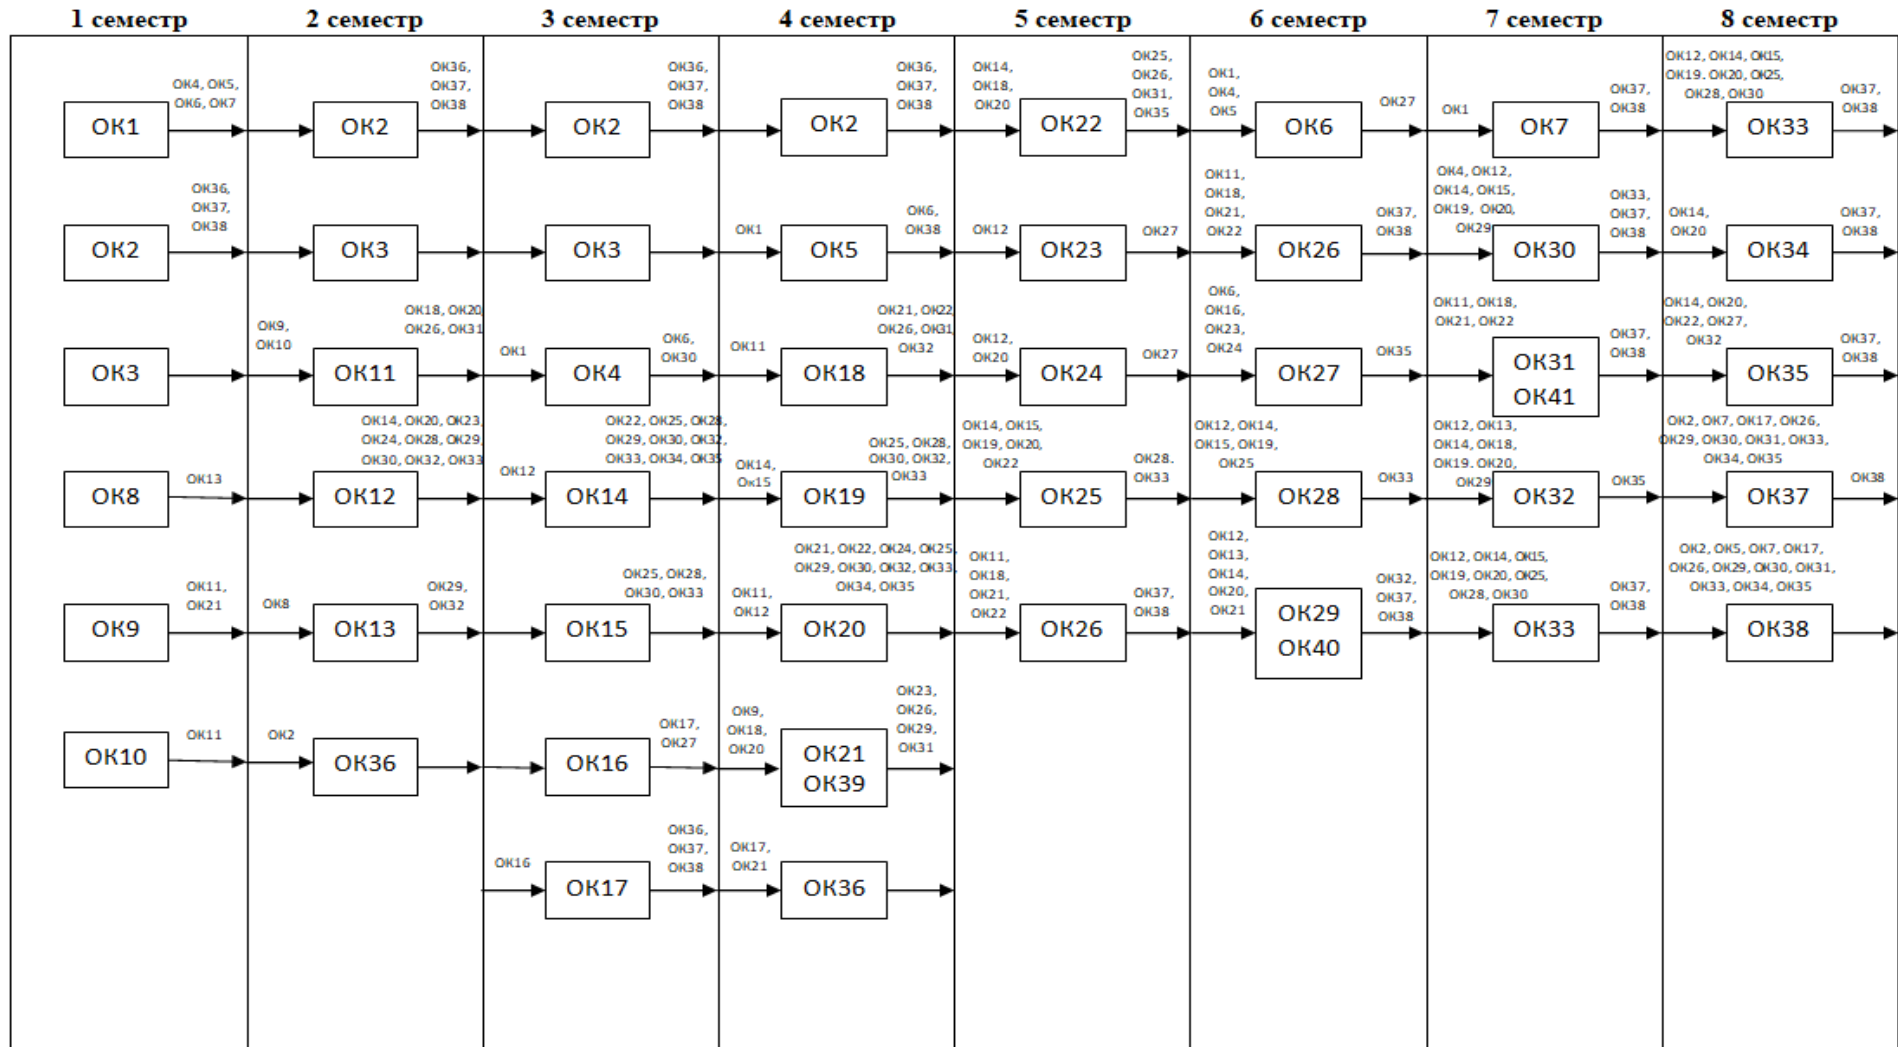 1 семестр
2 семестр
3 семестр
4 семестр
5 семестр
6 семестр
7 семестр
8 семестр
ОК4, ОК5,
ОК6, ОК7
ОК1
ОК36,
ОК37,
ОК38
ОК2
ОК3
ОК13
ОК8
ОК11,
ОК21
ОК9
ОК11
ОК10
ОК36,
ОК37,
ОК38
ОК2
ОК3
ОК9,
ОК10
ОК18, ОК20,
ОК26, ОК31
ОК11
ОК14, ОК20, ОК23,
ОК24, ОК28, ОК29,
ОК30, ОК32, ОК33
ОК12
ОК8
ОК29,
ОК32
ОК13
ОК2
ОК36
ОК36,
ОК37,
ОК38
ОК2
ОК3
ОК1
ОК6,
ОК30
ОК4
ОК12
ОК22, ОК25, ОК28,
ОК29, ОК30, ОК32,
ОК33, ОК34, ОК35
ОК14
ОК25, ОК28,
ОК30, ОК33
ОК15
ОК17,
ОК27
ОК16
ОК16
ОК36,
ОК37,
ОК38
ОК17
ОК36,
ОК37,
ОК38
ОК2
ОК1
ОК6,
ОК38
ОК5
ОК11
ОК21, ОК22,
ОК26, ОК31
ОК32
ОК18
ОК14,
Ок15
ОК25, ОК28,
ОК30, ОК32,
ОК33
ОК19
ОК11,
ОК12
ОК21, ОК22, ОК24, ОК25,
ОК29, ОК30, ОК32, ОК33,
ОК34, ОК35
ОК20
ОК9,
ОК18,
ОК20
ОК23,
ОК26,
ОК29,
ОК31
ОК21
ОК39
ОК17,
ОК21
ОК36
ОК14,
ОК18,
ОК20
ОК25,
ОК26,
ОК31,
ОК35
ОК22
ОК12
ОК27
ОК23
ОК12,
ОК20
ОК27
ОК24
ОК14, ОК15,
ОК19, ОК20,
ОК22
ОК28.
ОК33
ОК25
ОК11,
ОК18,
ОК21,
ОК22
ОК37,
ОК38
ОК26
ОК1,
ОК4,
ОК5
ОК27
ОК6
ОК11,
ОК18,
ОК21,
ОК22
ОК37,
ОК38
ОК26
ОК6,
ОК16,
ОК23,
ОК24
ОК35
ОК27
ОК12, ОК14,
ОК15, ОК19,
ОК25
ОК33
ОК28
ОК12,
ОК13,
ОК14,
ОК20,
ОК21
ОК32,
ОК37,
ОК38
ОК29
ОК40
ОК1
ОК37,
ОК38
ОК7
ОК4, ОК12,
ОК14, ОК15,
ОК19, ОК20,
ОК29
ОК33,
ОК37,
ОК38
ОК30
ОК11, ОК18,
ОК21, ОК22
ОК37,
ОК38
ОК31
ОК41
ОК12, ОК13,
ОК14, ОК18,
ОК19. ОК20,
ОК29
ОК35
ОК32
ОК12, ОК14, ОК15,
ОК19, ОК20, ОК25,
ОК28, ОК30
ОК37,
ОК38
ОК33
ОК12, ОК14, ОК15,
ОК19. ОК20, ОК25,
ОК28, ОК30
ОК37,
ОК38
ОК33
ОК14,
ОК20
ОК37,
ОК38
ОК34
ОК14, ОК20,
ОК22, ОК27,
ОК32
ОК37,
ОК38
ОК35
ОК2, ОК7, ОК17, ОК26,
ОК29, ОК30, ОК31, ОК33,
ОК34, ОК35
ОК38
ОК37
ОК2, ОК5, ОК7, ОК17,
ОК26, ОК29, ОК30, ОК31,
ОК33, ОК34, ОК35
ОК38